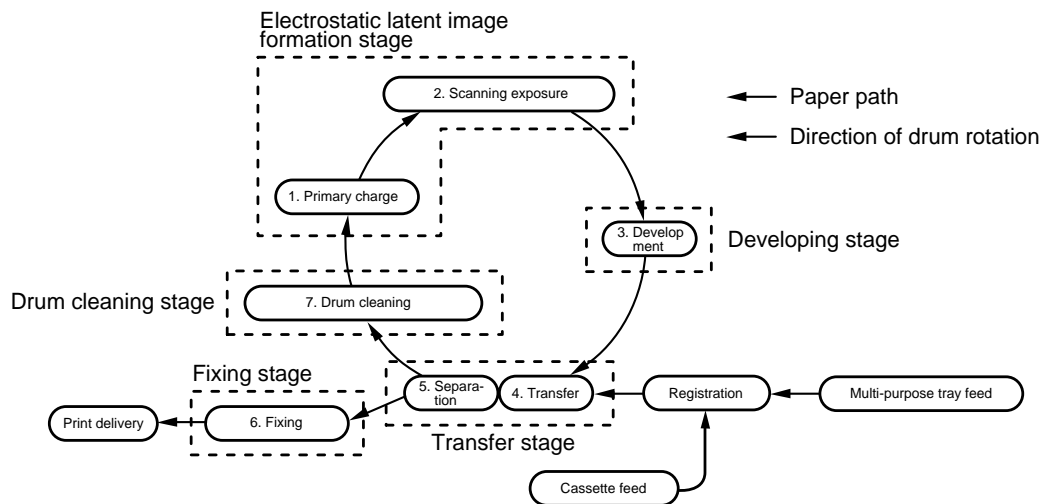 Electrostatic latent image
formation stage
2. Scanning exposure
Paper path
Direction of drum rotation
1. Primary charge
3. Develop
ment
Developing stage
Drum cleaning stage
7. Drum cleaning
Fixing stage
5. Separa-
tion
4. Transfer
Registration
Multi-purpose tray feed
Print delivery
6. Fixing
Transfer stage
Cassette feed